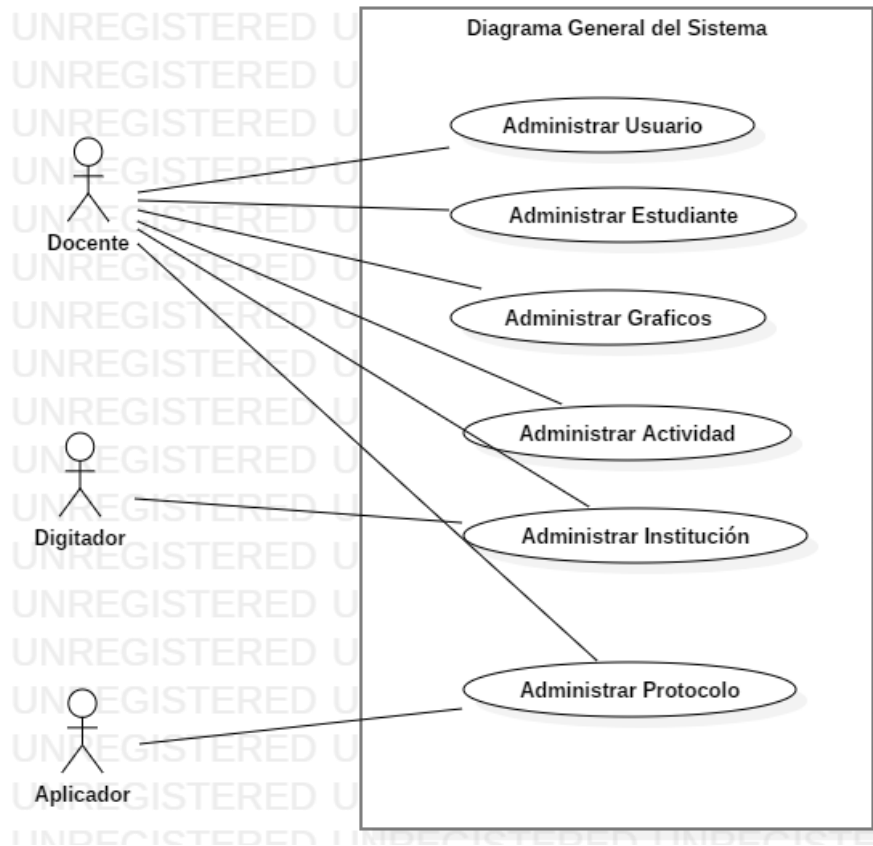 Diagrama General del Sistema
Administrar Usuario
Administrar Estudiante
Docente
Administrar Graficos
Administrar Actividad
Digitador
Administrar Institución
Administrar Protocolo
Aplicador
UNREGISTERED